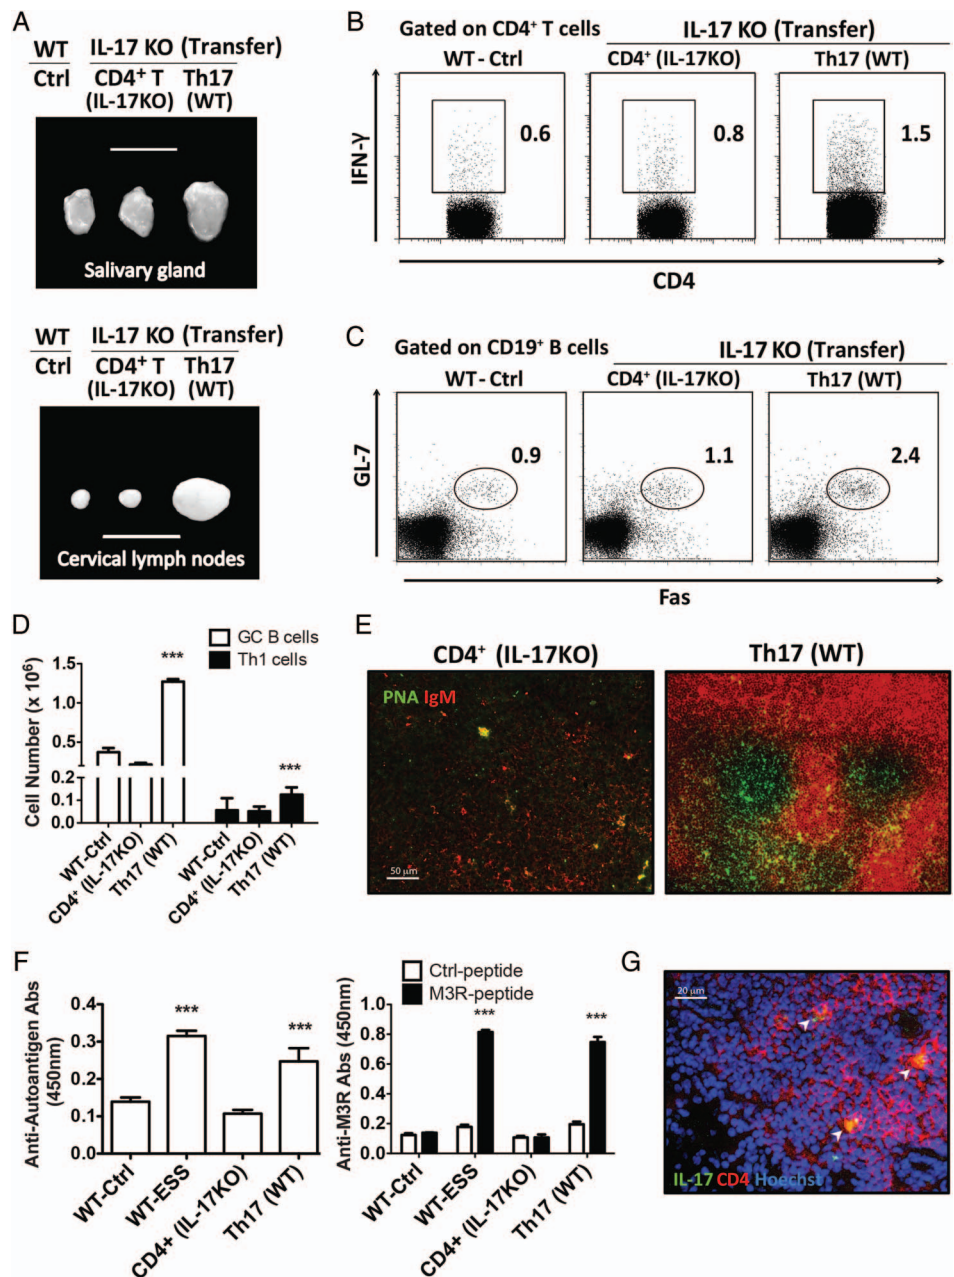 A
WT IL-17 KO (Transfer)
Ctrl CD4⁺ T Th17
(IL-17KO) (WT)
Salivary gland
WT IL-17 KO (Transfer)
Ctrl CD4⁺ T Th17
(IL-17KO) (WT)
Cervical lymph nodes
B
Gated on CD4⁺ T cells IL-17 KO (Transfer)
WT - Ctrl CD4⁺ (IL-17KO) Th17 (WT)
IFN-γ
0.6 0.8 1.5
CD4
C
Gated on CD19⁺ B cells IL-17 KO (Transfer)
WT - Ctrl CD4⁺ (IL-17KO) Th17 (WT)
GL-7
0.9 1.1 2.4
Fas
D
GC B cells
Th1 cells
Cell Number (x 10⁶)
1.5
1.0
0.5
0.2
0.1
0.0
***
***
WT-Ctrl
CD4⁺ (IL-17KO)
Th17 (WT)
WT-Ctrl
CD4⁺ (IL-17KO)
Th17 (WT)
E
CD4⁺ (IL-17KO) Th17 (WT)
PNA IgM
50 µm
F
Anti-Autoantigen Abs
(450nm)
0.4
0.3
0.2
0.1
0.0
***
***
WT-Ctrl
WT-ESS
CD4+ (IL-17KO)
Th17 (WT)
Ctrl-peptide
M3R-peptide
Anti-M3R Abs (450nm)
1.0
0.8
0.6
0.4
0.2
0.0
***
***
WT-Ctrl
WT-ESS
CD4+ (IL-17KO)
Th17 (WT)
G
20 µm
IL-17 CD4 Hoechst